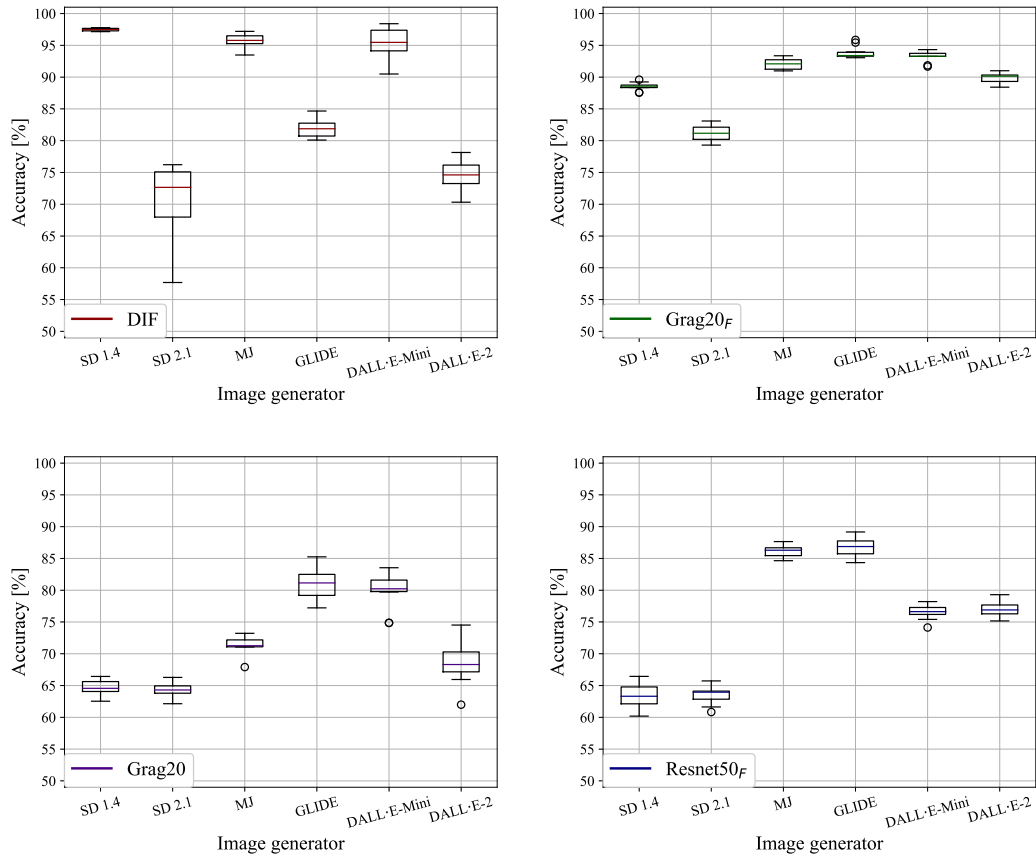 100
95
90
85
80
75
70
65
60
55
50
Accuracy [%]
DIF
SD 1.4
SD 2.1
MJ
GLIDE
DALL·E-Mini
DALL·E-2
Image generator
100
95
90
85
80
75
70
65
60
55
50
Accuracy [%]
Grag20F
SD 1.4
SD 2.1
MJ
GLIDE
DALL·E-Mini
DALL·E-2
Image generator
100
95
90
85
80
75
70
65
60
55
50
Accuracy [%]
Grag20
SD 1.4
SD 2.1
MJ
GLIDE
DALL·E-Mini
DALL·E-2
Image generator
100
95
90
85
80
75
70
65
60
55
50
Accuracy [%]
Resnet50F
SD 1.4
SD 2.1
MJ
GLIDE
DALL·E-Mini
DALL·E-2
Image generator